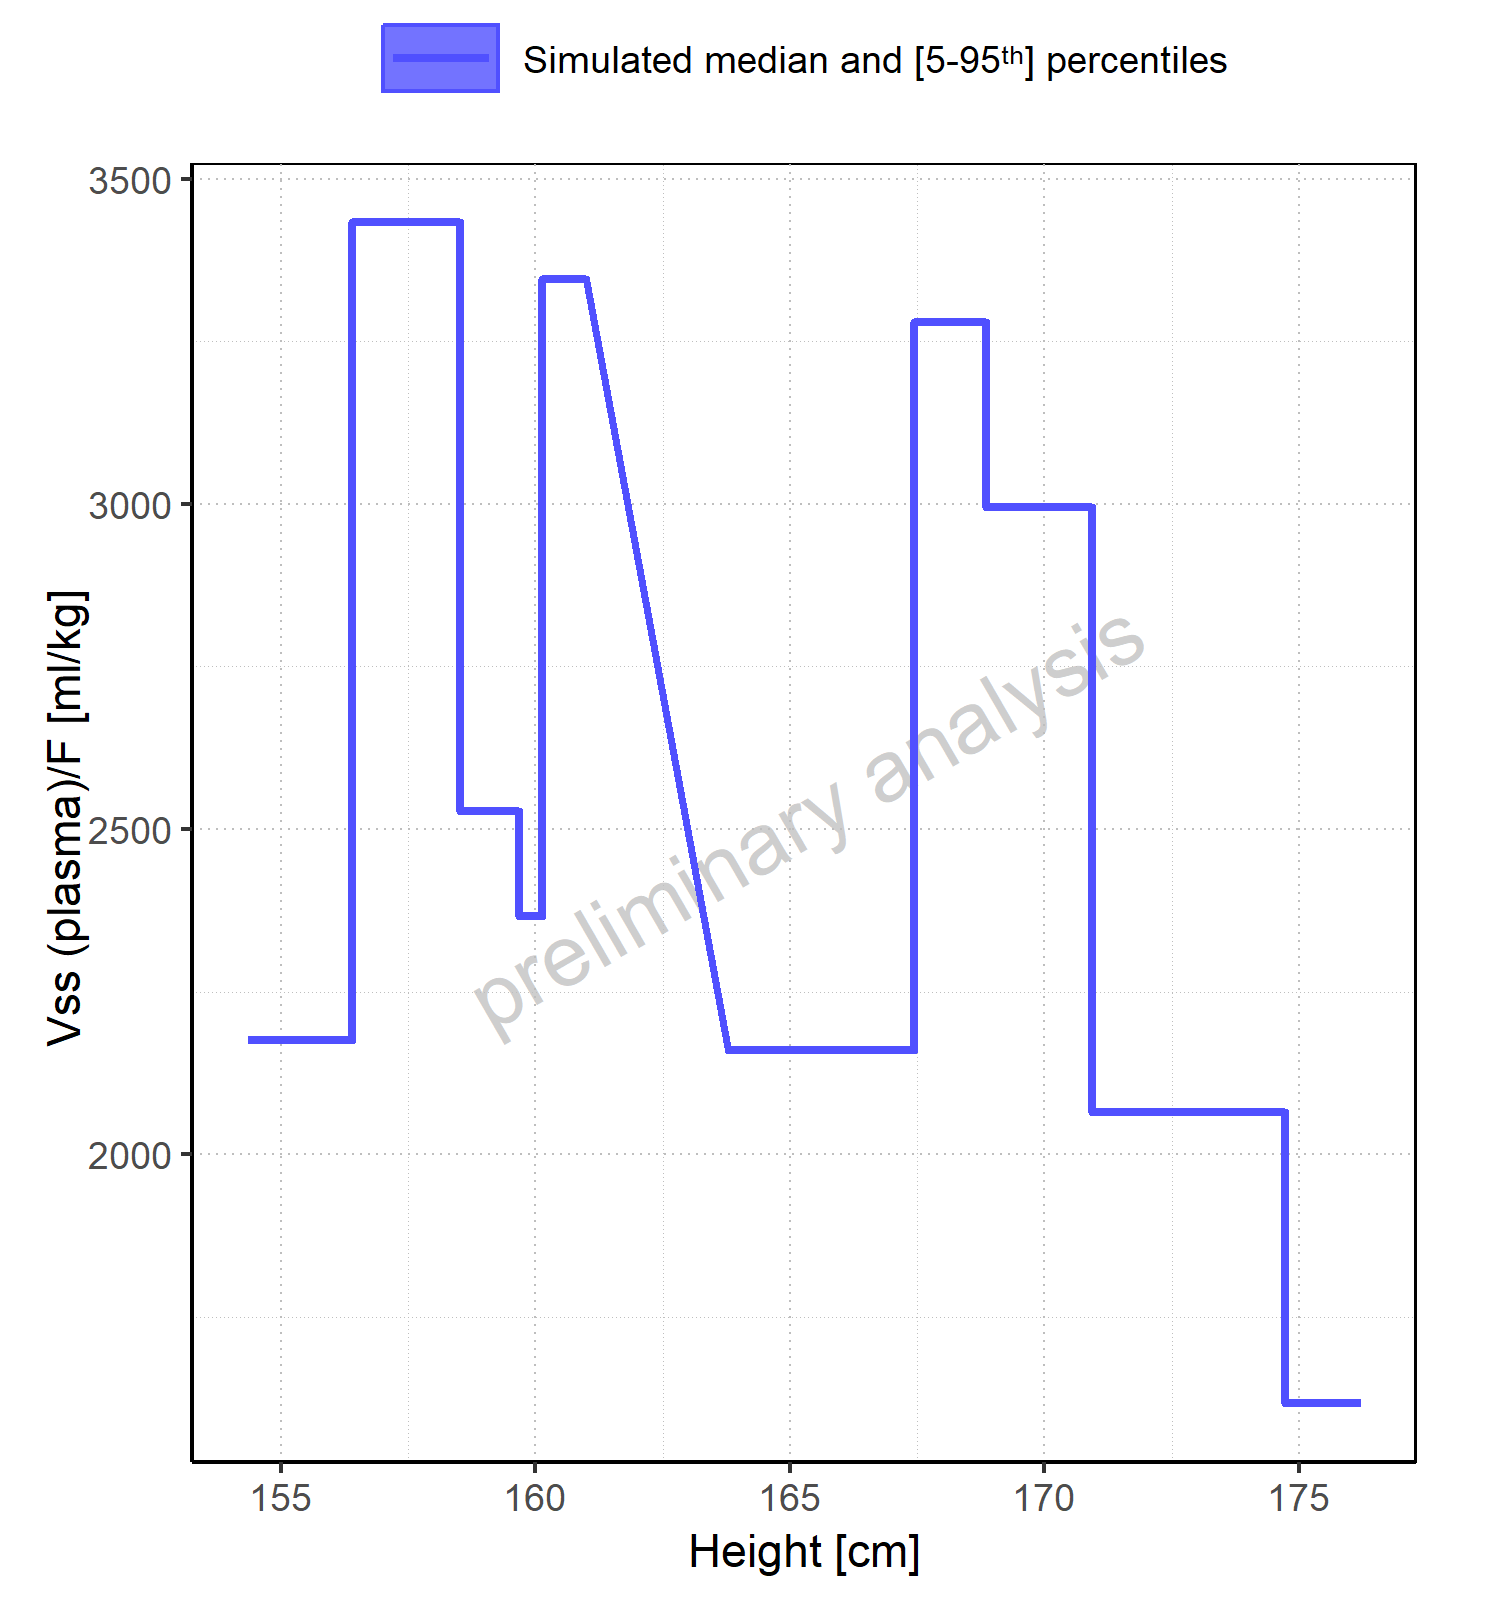 Simulated median and [5-95th] percentiles
3500
3000
2500
2000
Vss (plasma)/F [ml/kg]
preliminary analysis
155 160 165 170 175
Height [cm]